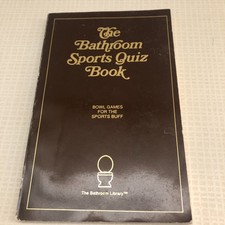 The
Bathroom
Sports Quiz
Book
BOWL GAMES
FOR THE
SPORTS BUFF
The Bathroom Library™